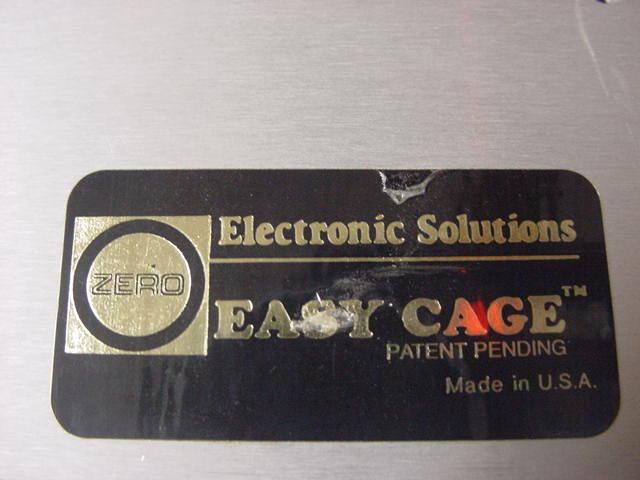 Electronic Solutions
ZERO
EASY CAGE™
PATENT PENDING
Made in U.S.A.